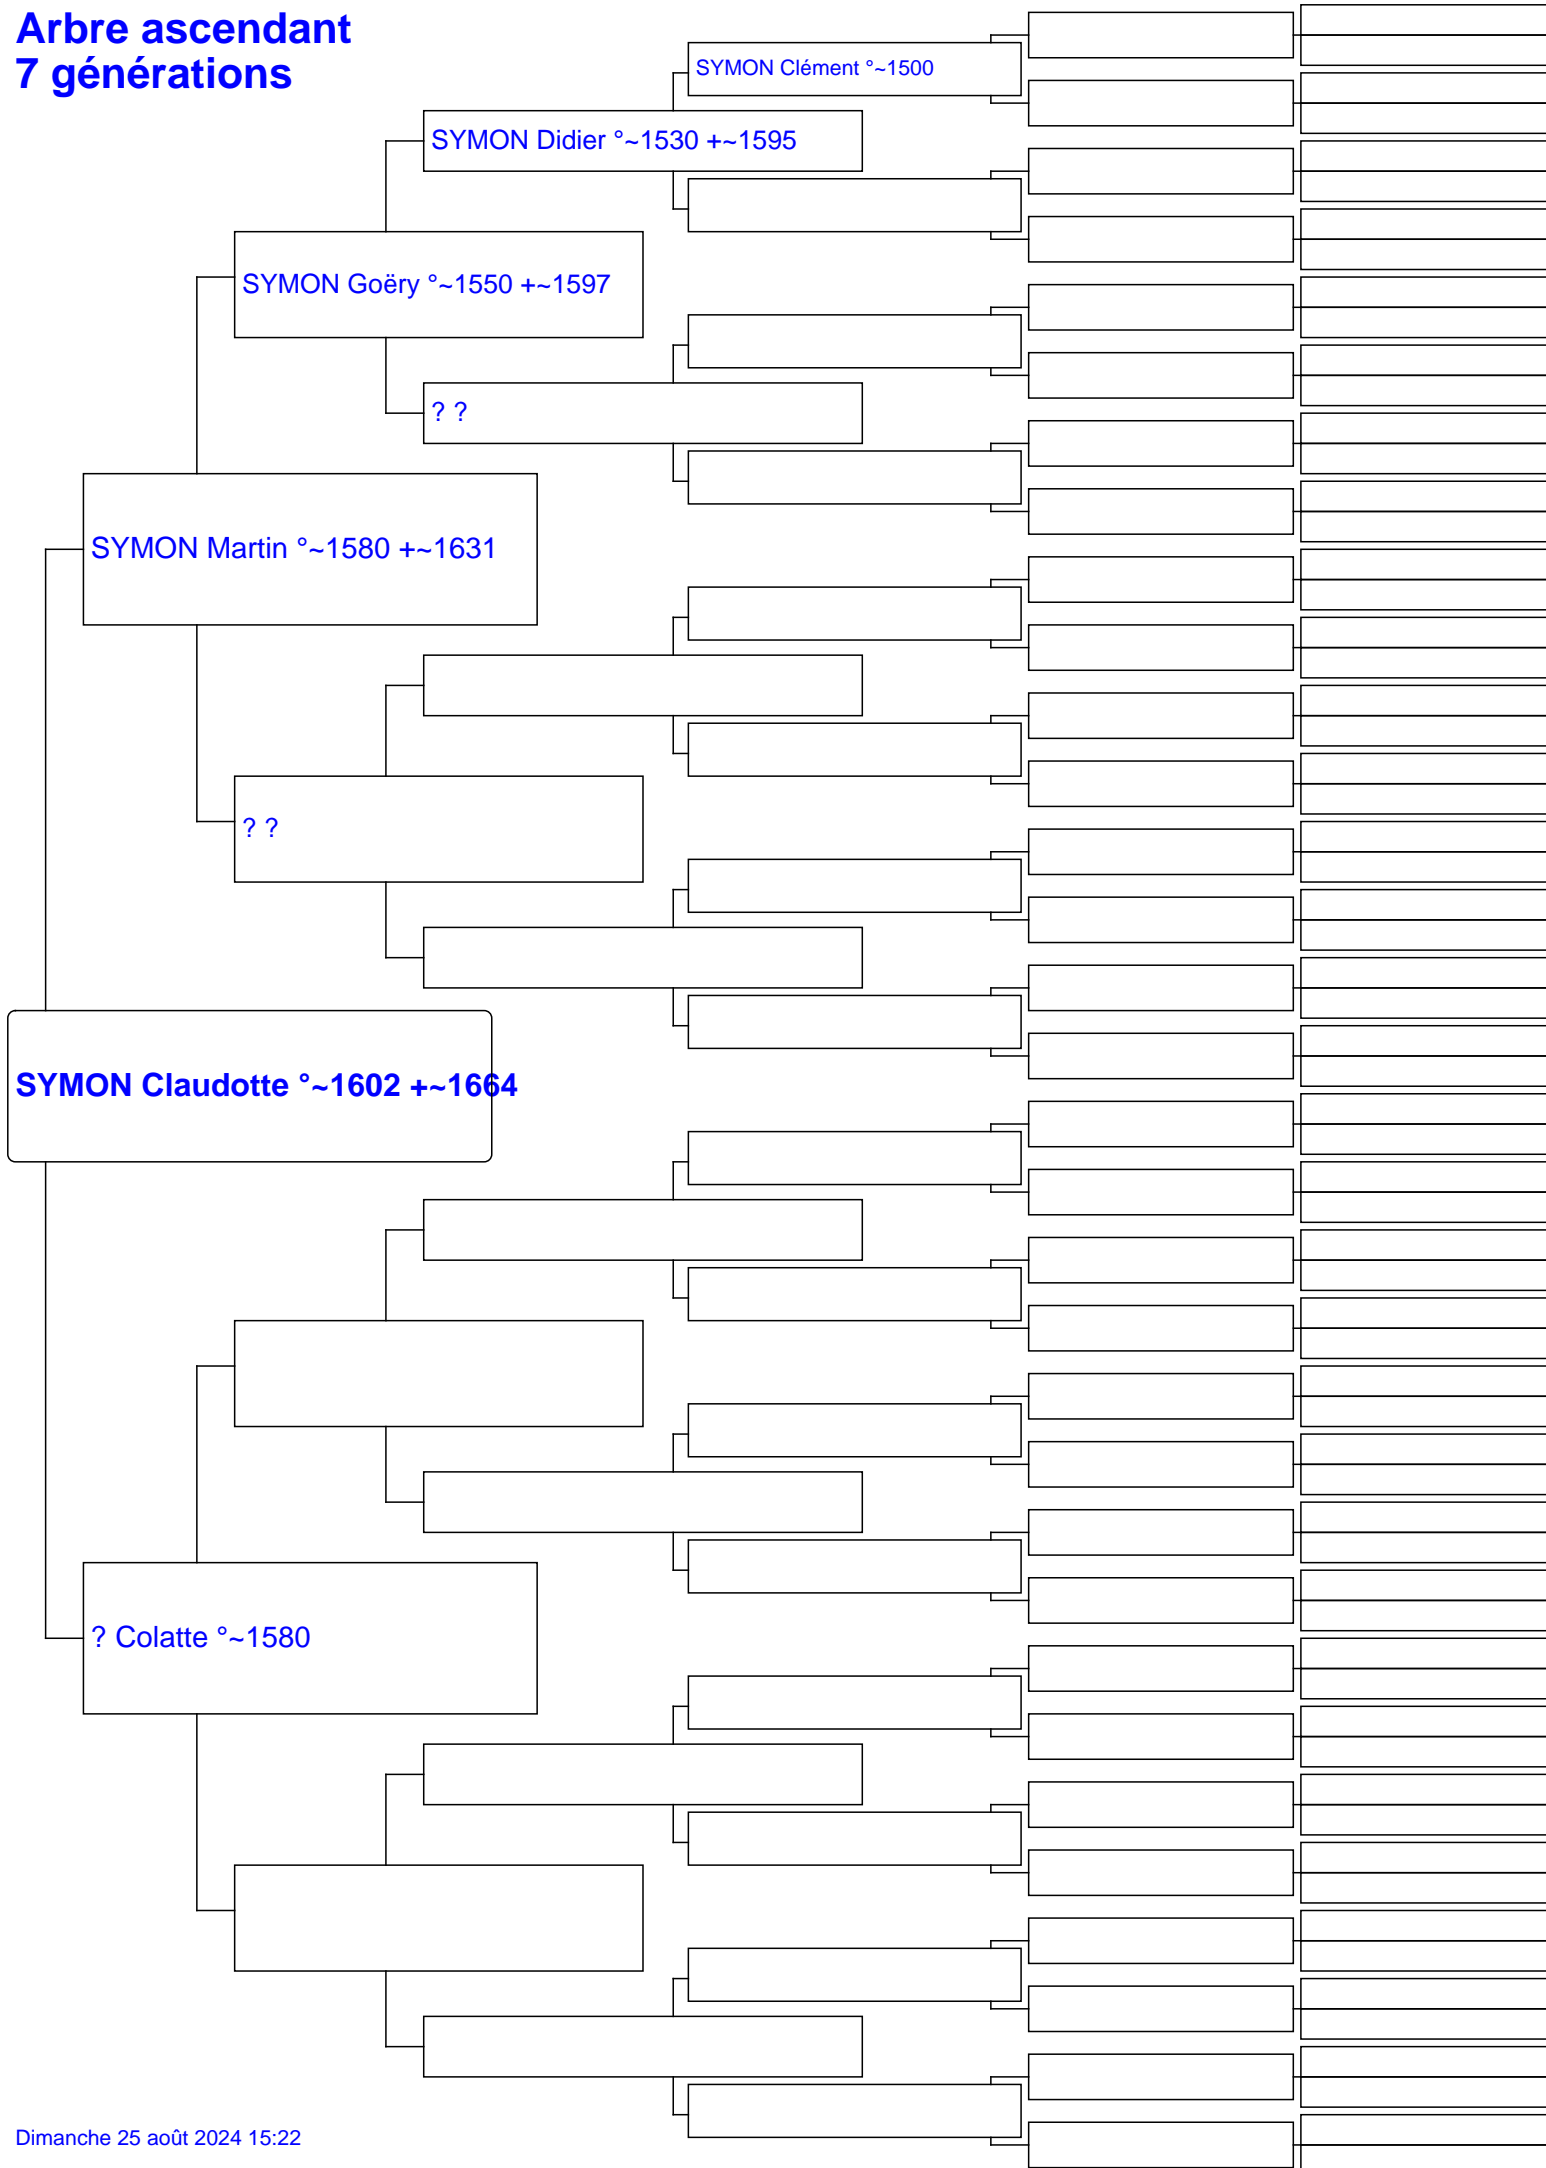 Arbre ascendant
7 générations
SYMON Clément °~1500
SYMON Didier °~1530 +~1595
SYMON Goëry °~1550 +~1597
? ?
SYMON Martin °~1580 +~1631
? ?
SYMON Claudotte °~1602 +~1664
? Colatte °~1580
Dimanche 25 août 2024 15:22